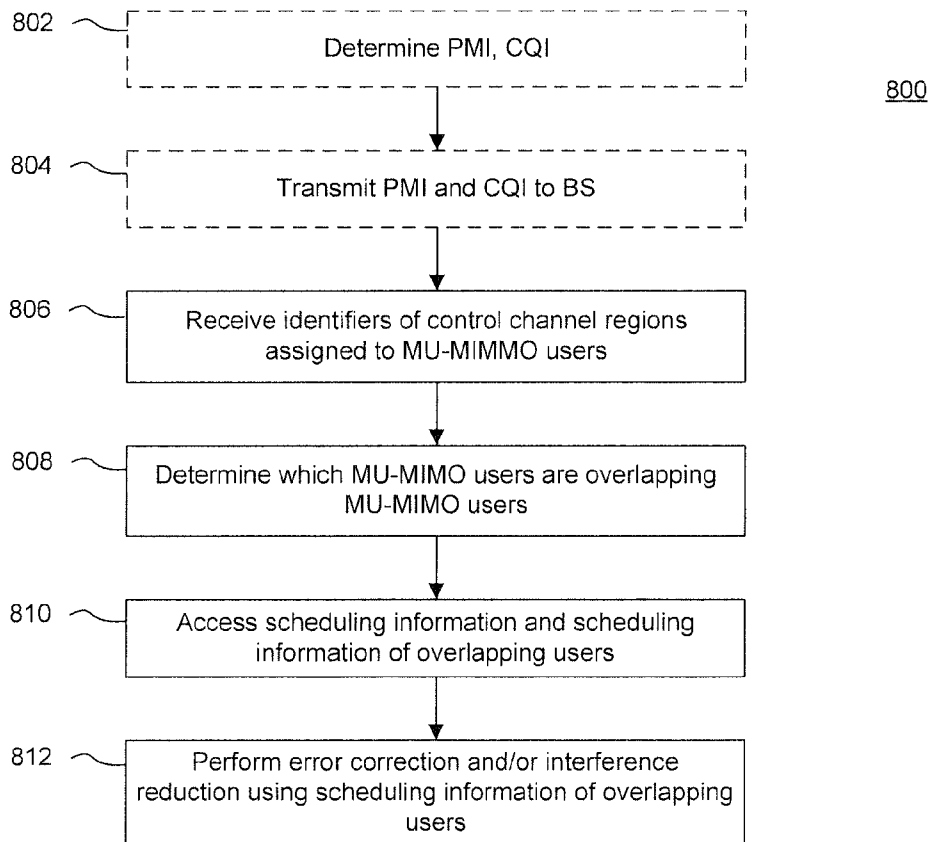 802
Determine PMI, CQI
800
804
Transmit PMI and CQI to BS
806
Receive identifiers of control channel regions
assigned to MU-MIMMO users
808
Determine which MU-MIMO users are overlapping
MU-MIMO users
810
Access scheduling information and scheduling
information of overlapping users
812
Perform error correction and/or interference
reduction using scheduling information of overlapping
users